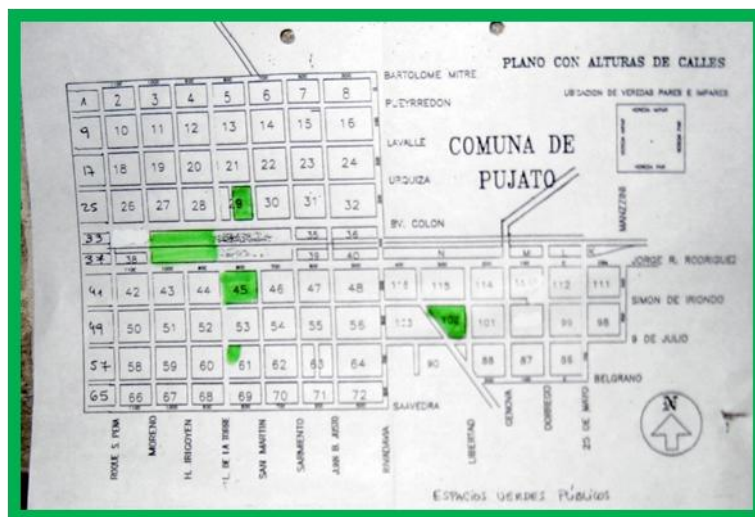 PLANO CON ALTURAS DE CALLES
UBICACION DE VEREDAS PARES E IMPARES
COMUNA DE
PUJATO
BARTOLOME MITRE
PUEYRREDON
LAVALLE
URQUIZA
BV. COLON
MANZZINI
JORGE R. RODRIGUEZ
SIMON DE IRIONDO
9 DE JULIO
BELGRANO
SAAVEDRA
1 2 3 4 5 6 7 8
9 10 11 12 13 14 15 16
17 18 19 20 21 22 23 24
25 26 27 28 29 30 31 32
33 35 36
37 38 39 40 N M L K
41 42 43 44 45 46 47 48 115 114 112 111
49 50 51 52 53 54 55 56 103 102 101 99 98
57 58 59 60 61 62 63 64 90 88 87
65 66 67 68 69 70 71 72
ROQUE S. PEÑA
MORENO
H. IRIGOYEN
L. DE LA TORRE
SAN MARTIN
SARMIENTO
JUAN B. JUSTO
RIVADAVIA
LIBERTAD
GENOVA
DORREGO
25 DE MAYO
N
ESPACIOS VERDES PÚBLICOS